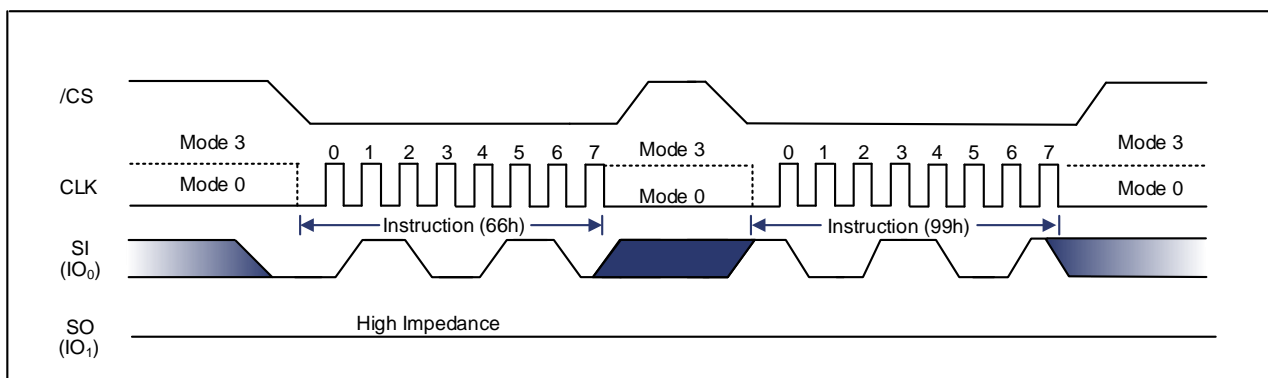 /CS
Mode 3
0 1 2 3 4 5 6 7
Mode 3
0 1 2 3 4 5 6 7
Mode 3
CLK
Mode 0
Mode 0
Mode 0
Instruction (66h)
Instruction (99h)
SI
(IO₀)
High Impedance
SO
(IO₁)